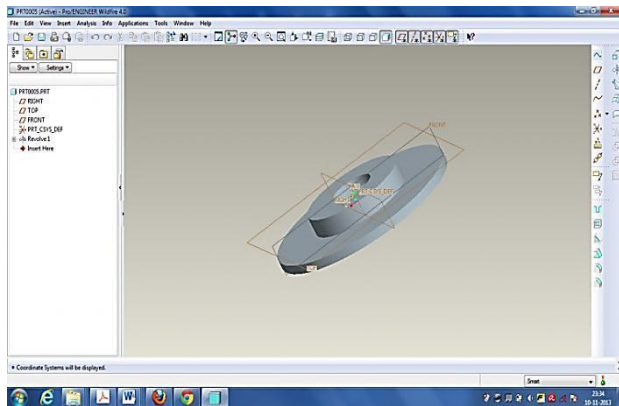 PRT0005 (Active) - Pro/ENGINEER Wildfire 4.0
File Edit View Insert Analysis Info Applications Tools Window Help
Show Settings
PRT0005.PRT
RIGHT
TOP
FRONT
PRT_CSYS_DEF
Revolve 1
Insert Here
FRONT
• Coordinate Systems will be displayed.
Smart
23:34
10-11-2013